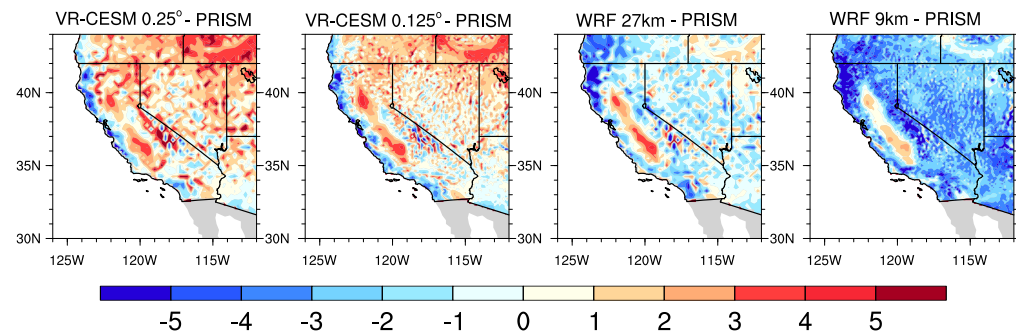 VR-CESM 0.25° - PRISM VR-CESM 0.125° - PRISM WRF 27km - PRISM WRF 9km - PRISM
40N 40N 40N 40N
35N 35N 35N 35N
30N 30N 30N 30N
125W 120W 115W 125W 120W 115W 125W 120W 115W 125W 120W 115W
-5 -4 -3 -2 -1 0 1 2 3 4 5